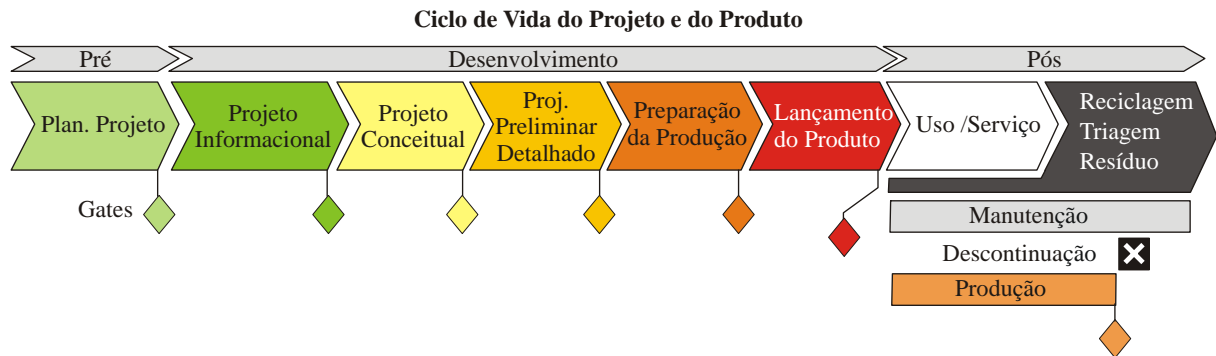 Ciclo de Vida do Projeto e do Produto
Pré
Desenvolvimento
Pós
Plan. Projeto
Projeto
Informacional
Projeto
Conceitual
Proj.
Preliminar
Detalhado
Preparação
da Produção
Lançamento
do Produto
Uso /Serviço
Reciclagem
Triagem
Resíduo
Gates
Manutenção
Descontinuação
Produção